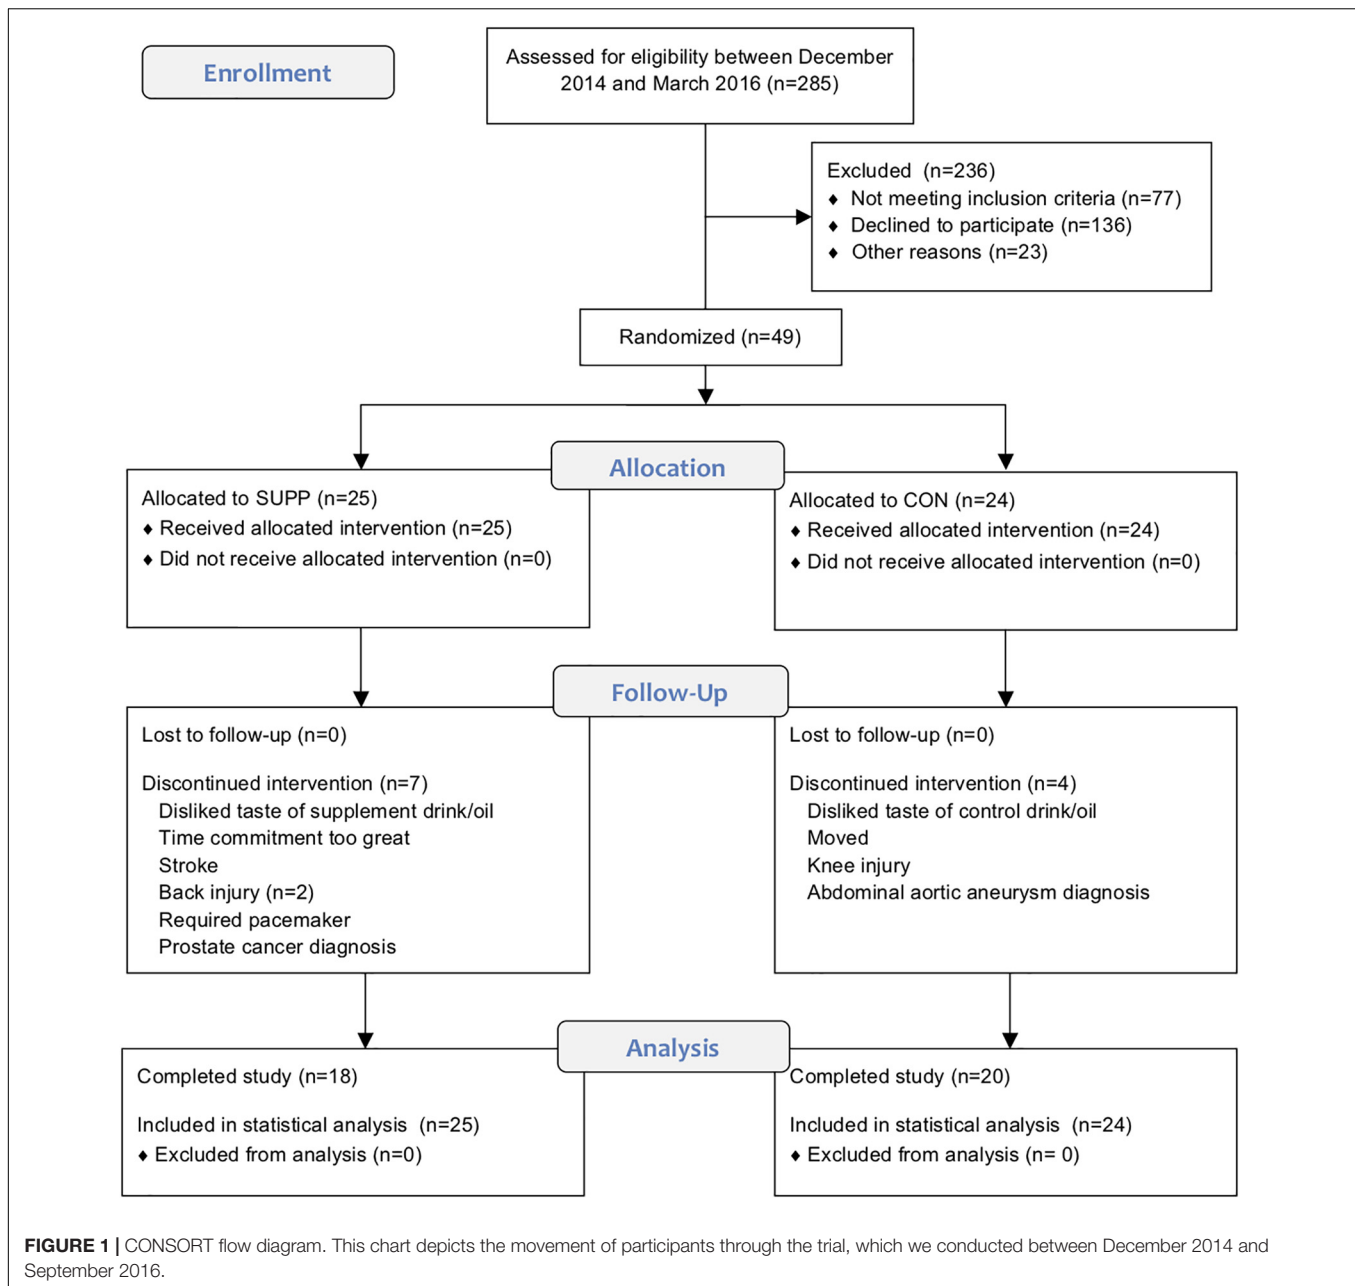 Enrollment
Assessed for eligibility between December
2014 and March 2016 (n=285)
Excluded (n=236)
♦ Not meeting inclusion criteria (n=77)
♦ Declined to participate (n=136)
♦ Other reasons (n=23)
Randomized (n=49)
Allocation
Allocated to SUPP (n=25)
♦ Received allocated intervention (n=25)
♦ Did not receive allocated intervention (n=0)
Allocated to CON (n=24)
♦ Received allocated intervention (n=24)
♦ Did not receive allocated intervention (n=0)
Follow-Up
Lost to follow-up (n=0)
Discontinued intervention (n=7)
Disliked taste of supplement drink/oil
Time commitment too great
Stroke
Back injury (n=2)
Required pacemaker
Prostate cancer diagnosis
Lost to follow-up (n=0)
Discontinued intervention (n=4)
Disliked taste of control drink/oil
Moved
Knee injury
Abdominal aortic aneurysm diagnosis
Analysis
Completed study (n=18)
Included in statistical analysis (n=25)
♦ Excluded from analysis (n=0)
Completed study (n=20)
Included in statistical analysis (n=24)
♦ Excluded from analysis (n= 0)
FIGURE 1 | CONSORT flow diagram. This chart depicts the movement of participants through the trial, which we conducted between December 2014 and
September 2016.